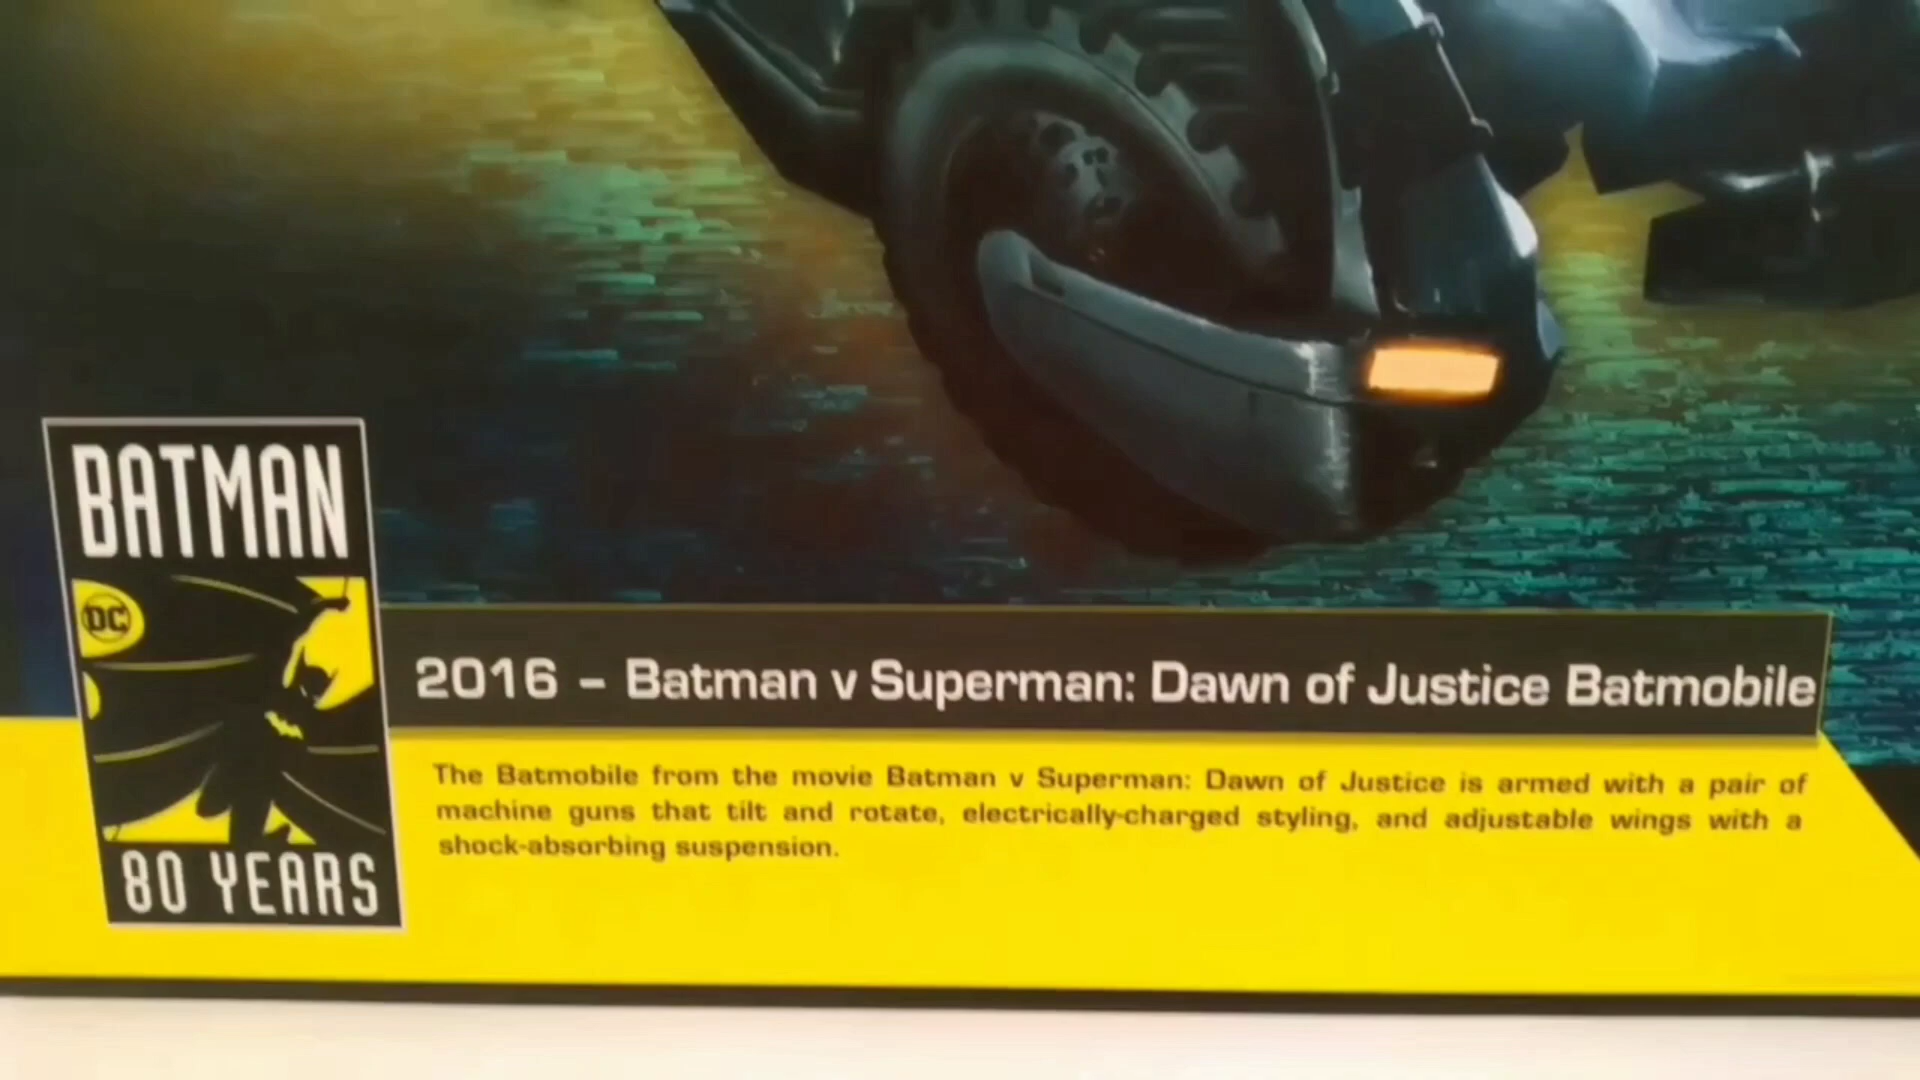 BATMAN
DC
80 YEARS
2016 – Batman v Superman: Dawn of Justice Batmobile
The Batmobile from the movie Batman v Superman: Dawn of Justice is armed with a pair of
machine guns that tilt and rotate, electrically-charged styling, and adjustable wings with a
shock-absorbing suspension.